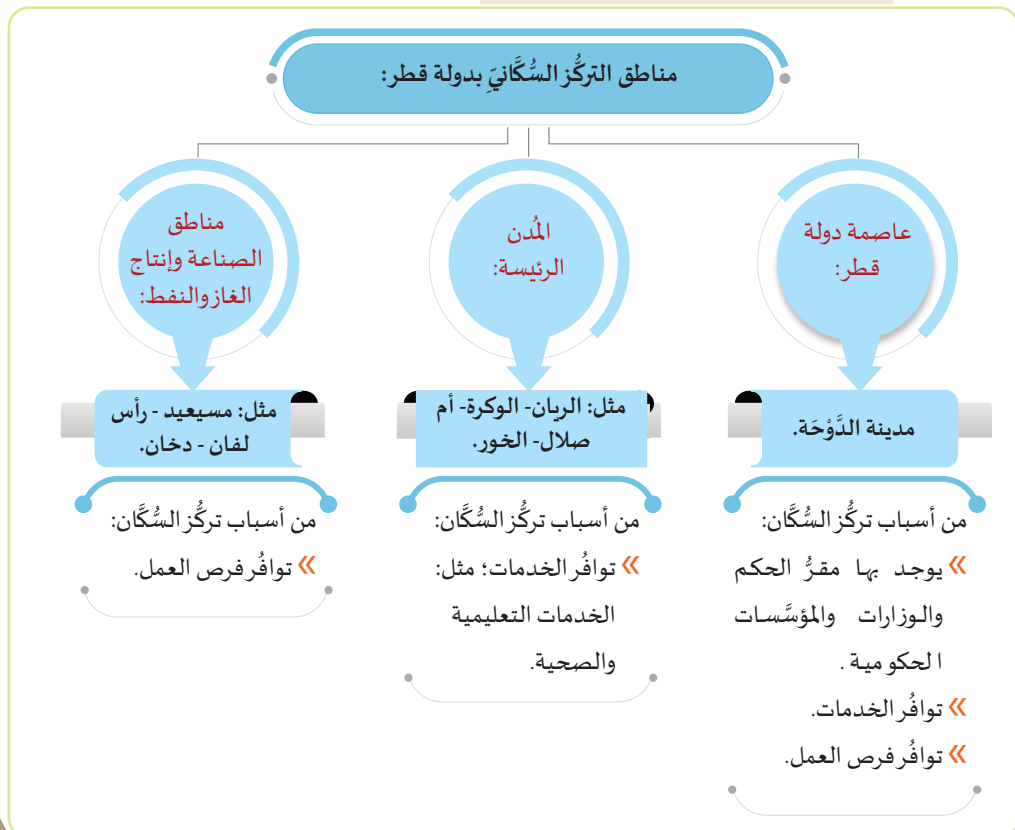 مناطق التركُّز السُّكَّانيِّ بدولة قطر:
عاصمة دولة
قطر:
مدينة الدَّوْحَة.
من أسباب تركُّز السُّكَّان:
« يوجد بها مقرُّ الحكم
والوزارات والمؤسَّسات
الحكومية.
« توافُر الخدمات.
« توافُر فرص العمل.
المُدن
الرئيسة:
مثل: الريان- الوكرة- أم
صلال- الخور.
من أسباب تركُّز السُّكَّان:
« توافُر الخدمات؛ مثل:
الخدمات التعليمية
والصحية.
مناطق
الصناعة وإنتاج
الغاز والنفط:
مثل: مسيعيد - رأس
لفان - دخان.
من أسباب تركُّز السُّكَّان:
« توافُر فرص العمل.